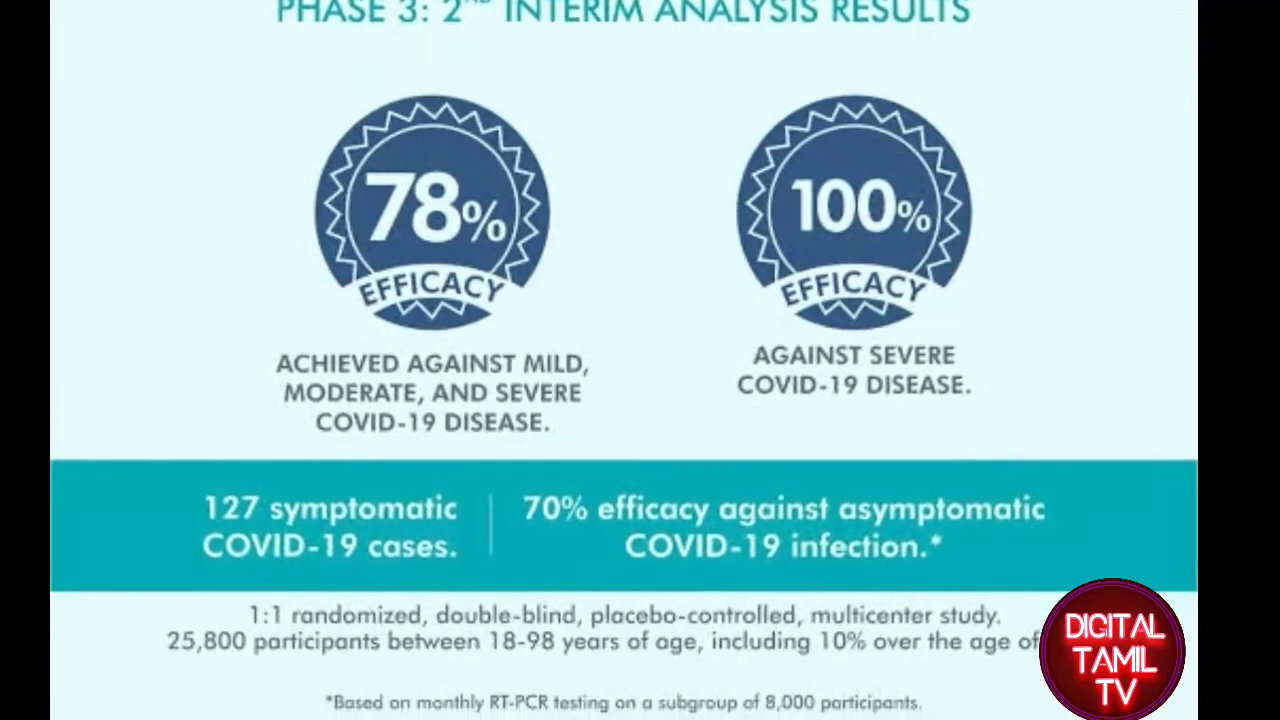 PHASE 3: 2ND INTERIM ANALYSIS RESULTS
78%
EFFICACY
ACHIEVED AGAINST MILD,
MODERATE, AND SEVERE
COVID-19 DISEASE.
100%
EFFICACY
AGAINST SEVERE
COVID-19 DISEASE.
127 symptomatic
COVID-19 cases.
70% efficacy against asymptomatic
COVID-19 infection.*
1:1 randomized, double-blind, placebo-controlled, multicenter study.
25,800 participants between 18-98 years of age, including 10% over the age of
*Based on monthly RT-PCR testing on a subgroup of 8,000 participants.
DIGITAL
TAMIL
TV